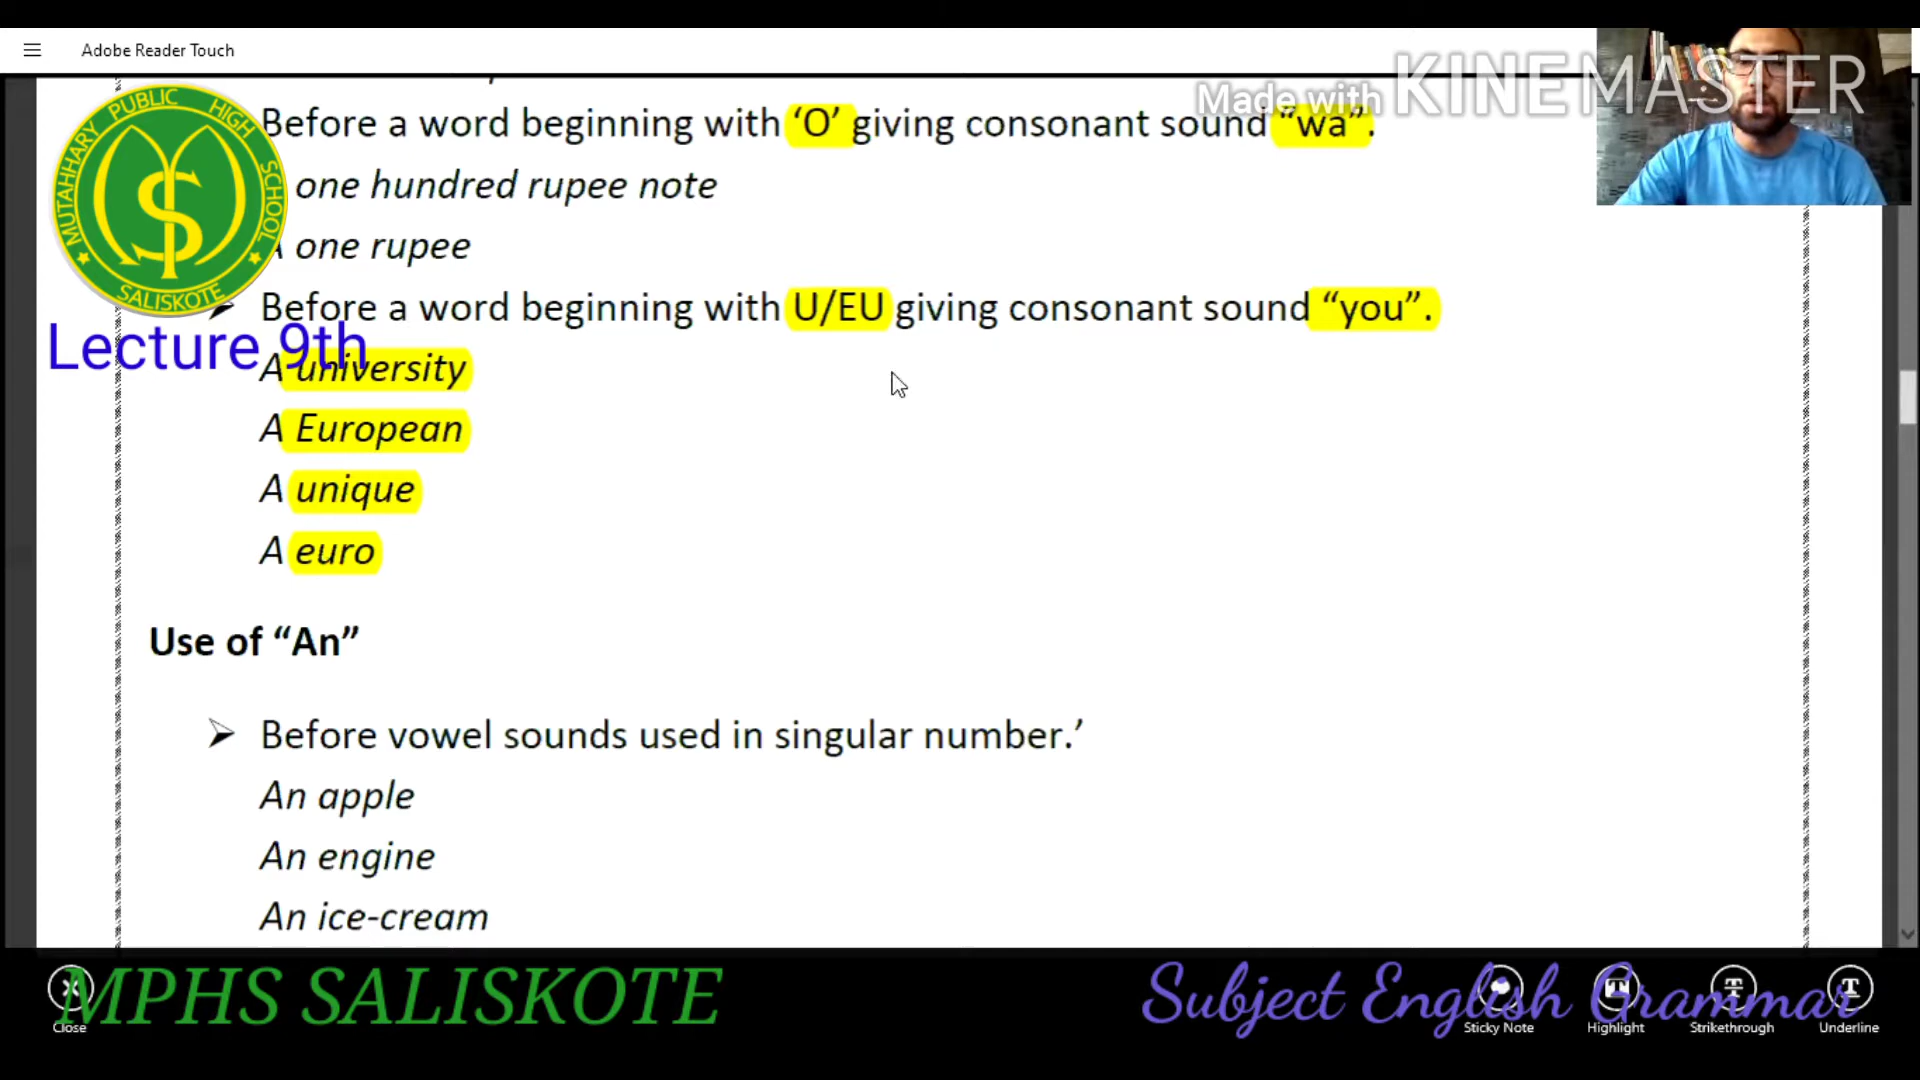 Adobe Reader Touch
Made with KINEMASTER
MUTAHHARY PUBLIC HIGH SCHOOL
SALISKOTE
Before a word beginning with ‘O’ giving consonant sound “wa”.
one hundred rupee note
A one rupee
➢ Before a word beginning with U/EU giving consonant sound “you”.
Lecture 9th
A university
A European
A unique
A euro
Use of “An”
➢ Before vowel sounds used in singular number.’
An apple
An engine
An ice-cream
MPHS SALISKOTE
Subject English Grammar
Close
Sticky Note
Highlight
Strikethrough
Underline